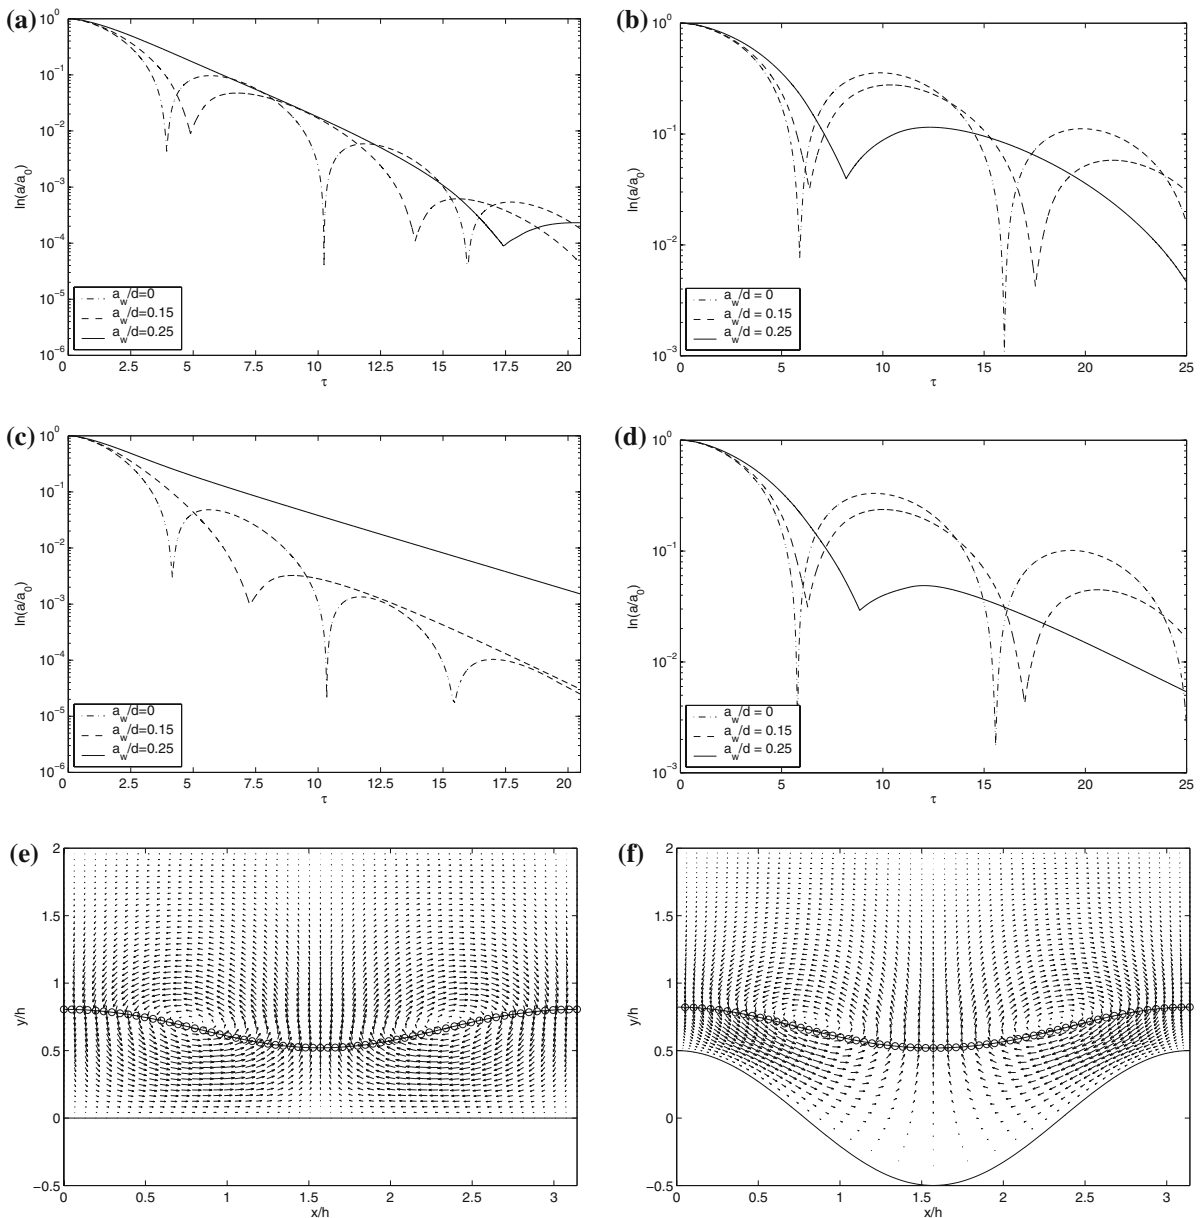 (a)
10^0
10^-1
10^-2
10^-3
10^-4
10^-5
10^-6
ln(a/a_0)
a_w/d=0
a_w/d=0.15
a_w/d=0.25
0 2.5 5 7.5 10 12.5 15 17.5 20
τ
(b)
10^0
10^-1
10^-2
10^-3
ln(a/a_0)
a_w/d = 0
a_w/d = 0.15
a_w/d = 0.25
0 5 10 15 20 25
τ
(c)
10^0
10^-1
10^-2
10^-3
10^-4
10^-5
10^-6
ln(a/a_0)
a_w/d=0
a_w/d=0.15
a_w/d=0.25
0 2.5 5 7.5 10 12.5 15 17.5 20
τ
(d)
10^0
10^-1
10^-2
10^-3
ln(a/a_0)
a_w/d = 0
a_w/d = 0.15
a_w/d = 0.25
0 5 10 15 20 25
τ
(e)
2
1.5
1
0.5
0
−0.5
y/h
0 0.5 1 1.5 2 2.5 3
x/h
(f)
2
1.5
1
0.5
0
−0.5
y/h
0 0.5 1 1.5 2 2.5 3
x/h